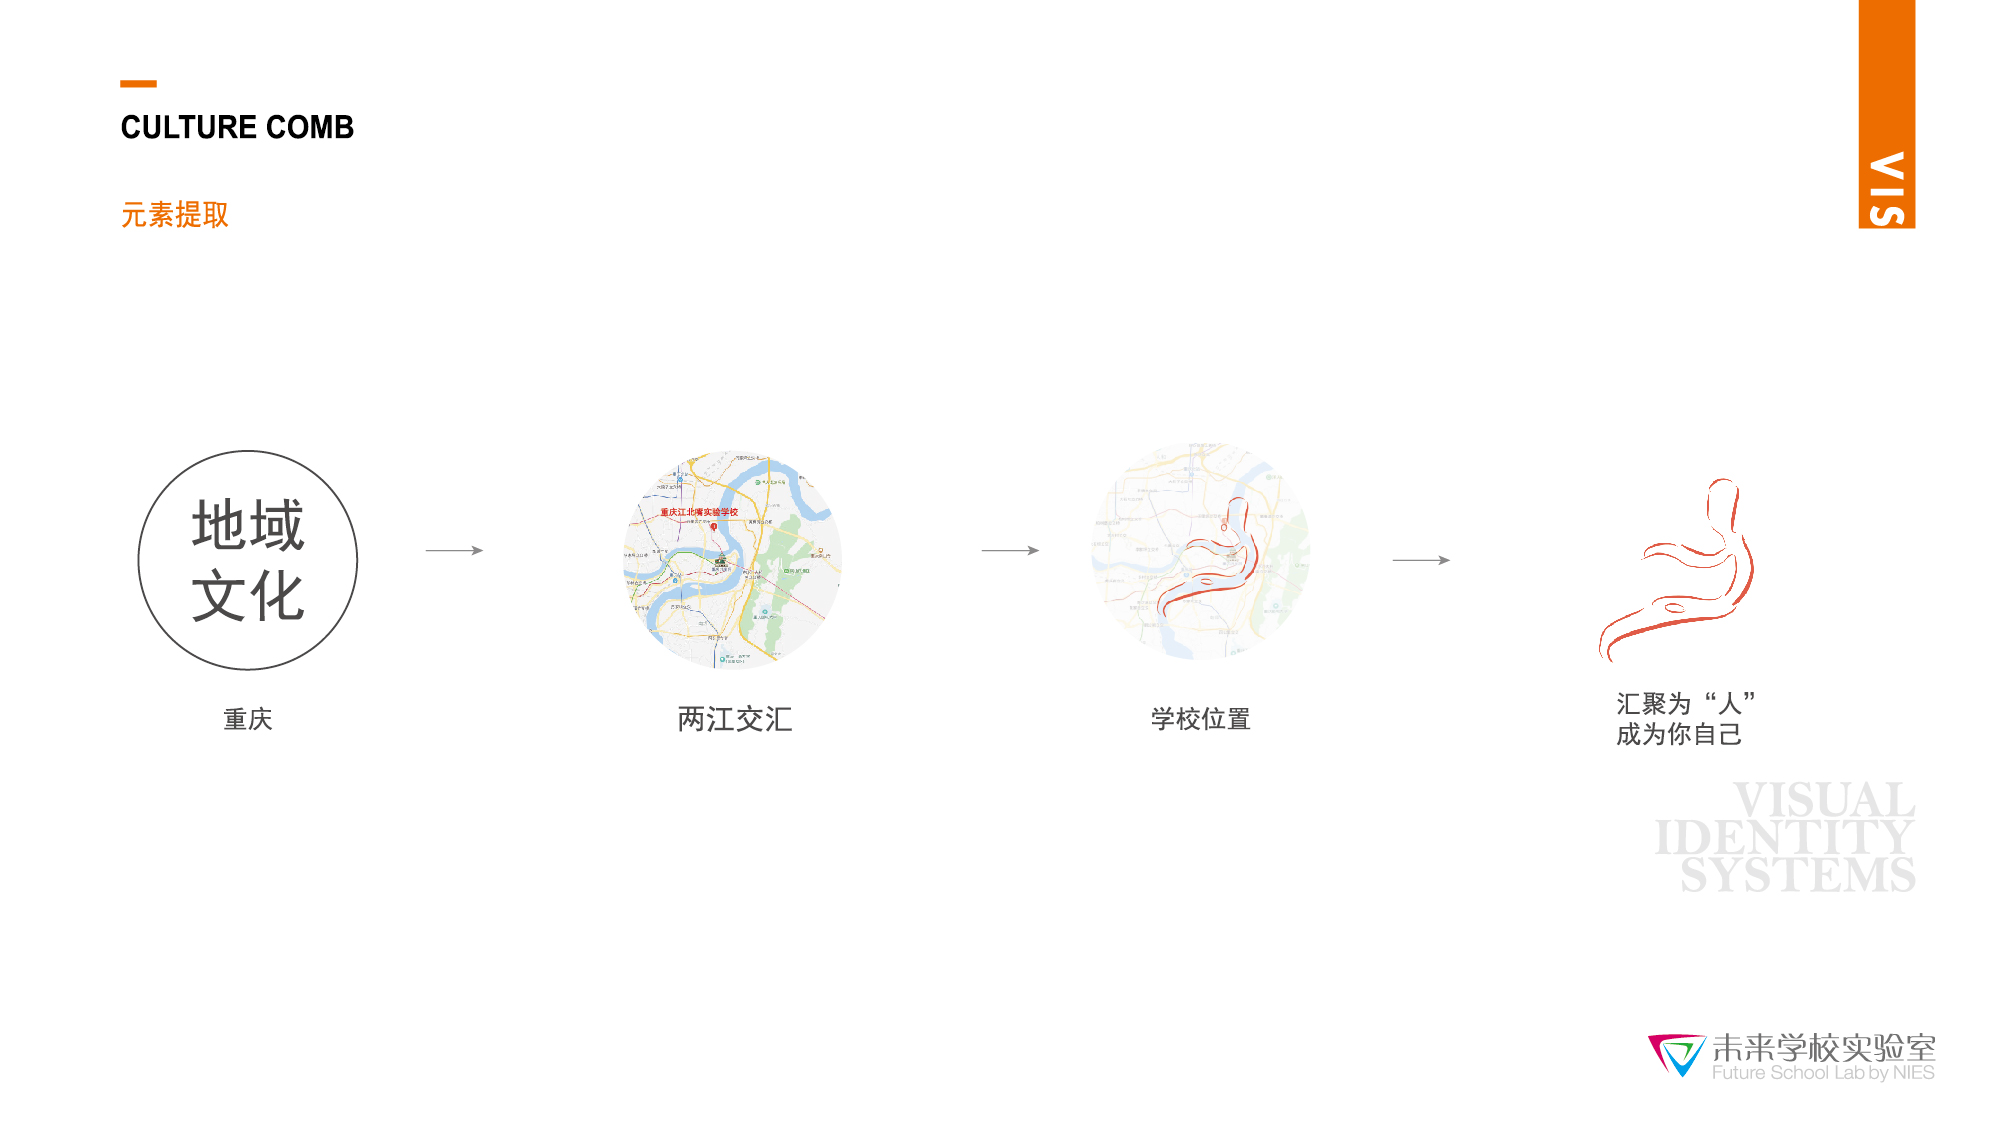 CULTURE COMB
元素提取
VIS
地域
文化
重庆
重庆江北嘴实验学校
两江交汇
学校位置
汇聚为“人”
成为你自己
VISUAL
IDENTITY
SYSTEMS
未来学校实验室
Future School Lab by NIES